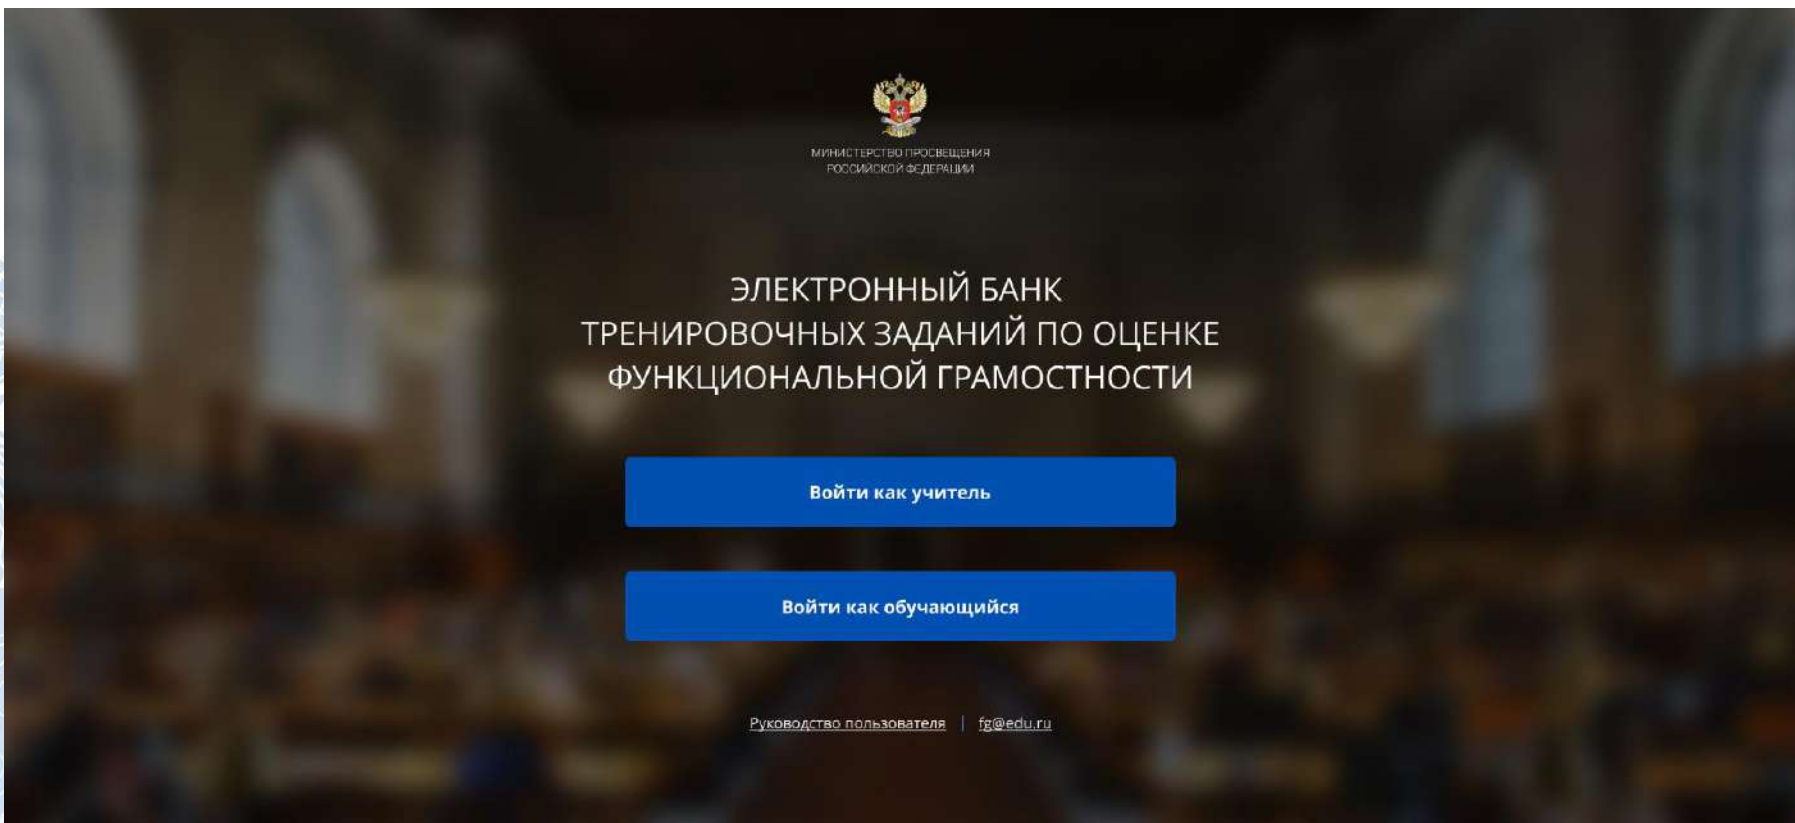 МИНИСТЕРСТВО ПРОСВЕЩЕНИЯ
РОССИЙСКОЙ ФЕДЕРАЦИИ
ЭЛЕКТРОННЫЙ БАНК
ТРЕНИРОВОЧНЫХ ЗАДАНИЙ ПО ОЦЕНКЕ
ФУНКЦИОНАЛЬНОЙ ГРАМОСТНОСТИ
Войти как учитель
Войти как обучающийся
Руководство пользователя | fg@edu.ru